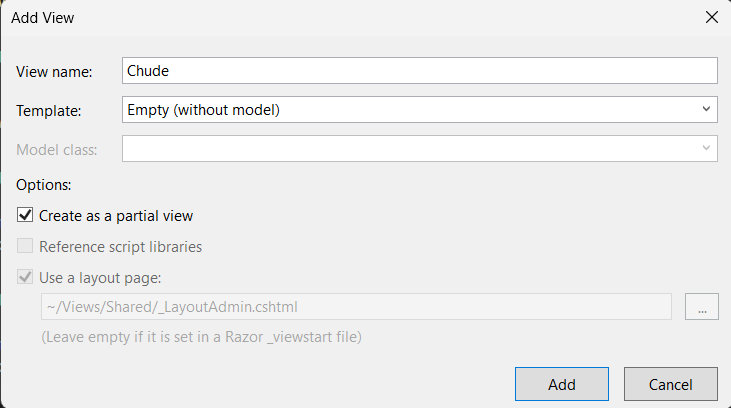 Add View
View name: Chude
Template: Empty (without model)
Model class:
Options:
Create as a partial view
Reference script libraries
Use a layout page:
~/Views/Shared/_LayoutAdmin.cshtml ...
(Leave empty if it is set in a Razor _viewstart file)
Add Cancel